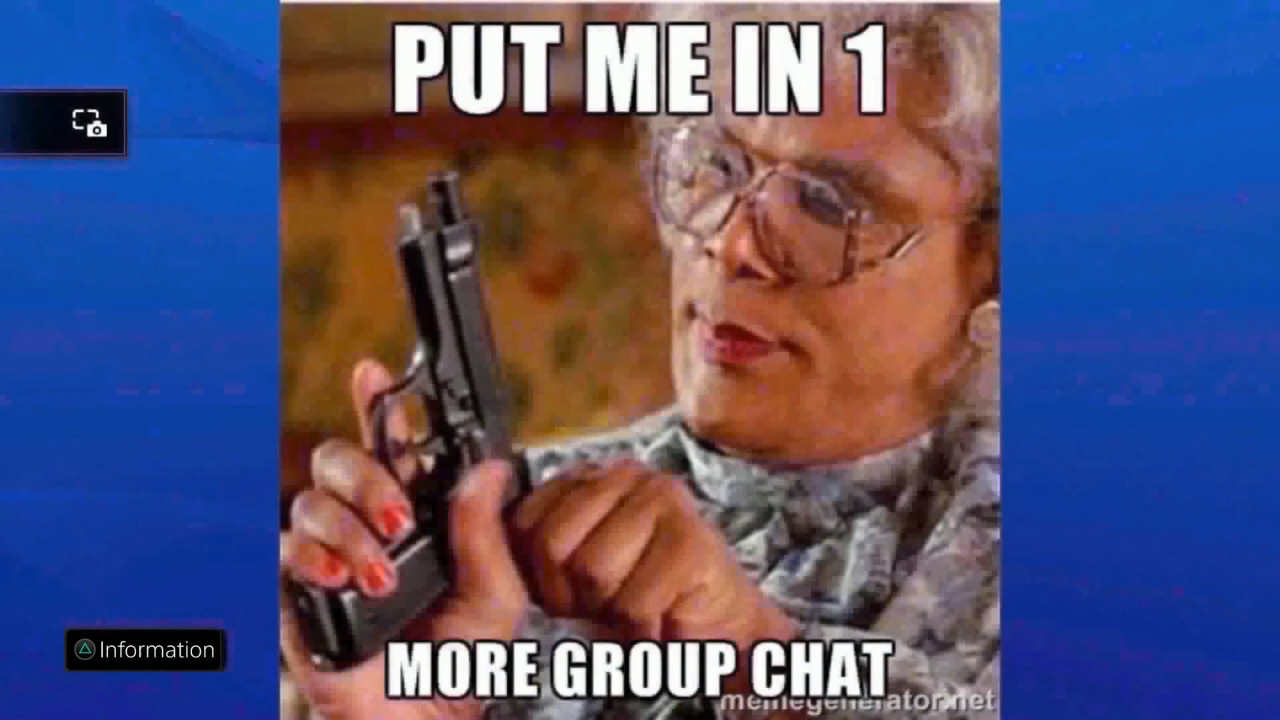 PUT ME IN 1
MORE GROUP CHAT
memegenerator.net
Information